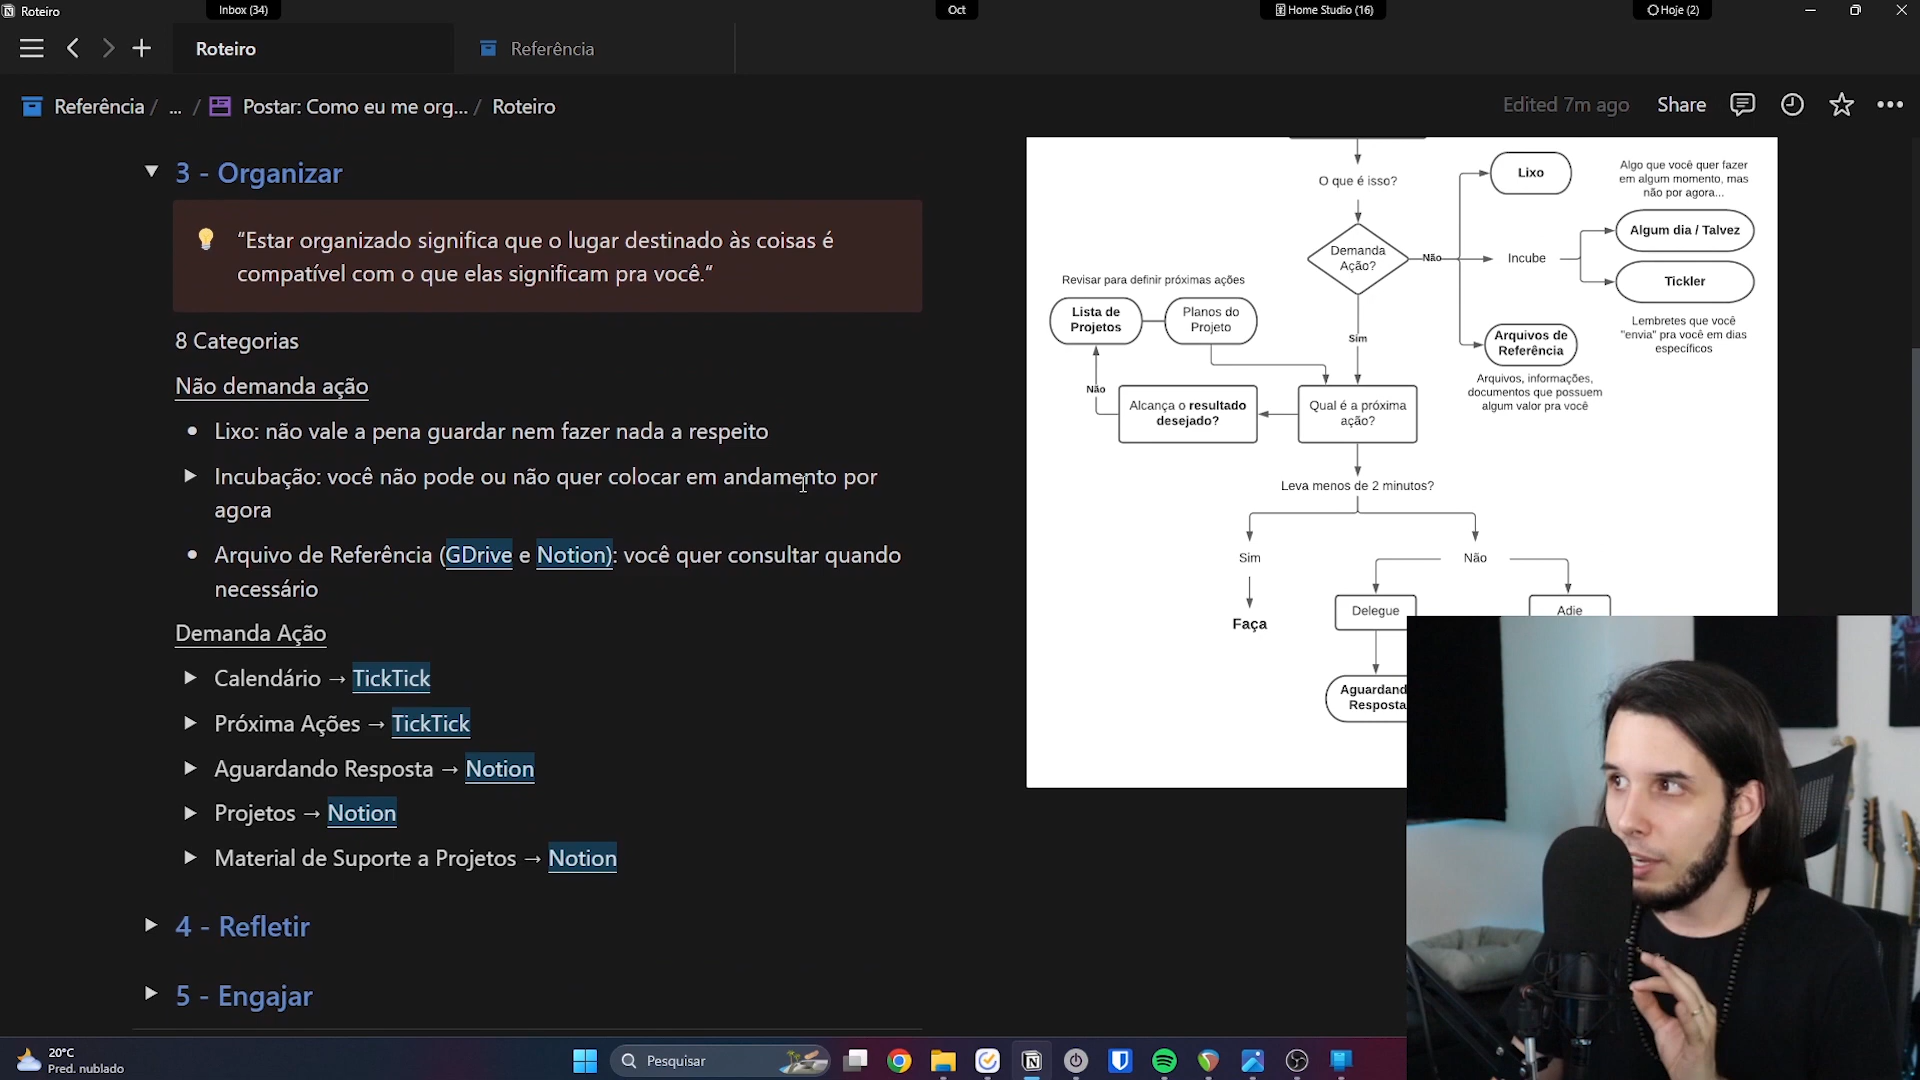 Roteiro
Inbox (34)
Oct
Home Studio (16)
Hoje (2)
Roteiro
Referência
Referência / ... / Postar: Como eu me org... / Roteiro
Edited 7m ago
Share
3 - Organizar
“Estar organizado significa que o lugar destinado às coisas é
compatível com o que elas significam pra você.“
8 Categorias
Não demanda ação
Lixo: não vale a pena guardar nem fazer nada a respeito
Incubação: você não pode ou não quer colocar em andamento por
agora
Arquivo de Referência (GDrive e Notion): você quer consultar quando
necessário
Demanda Ação
Calendário → TickTick
Próxima Ações → TickTick
Aguardando Resposta → Notion
Projetos → Notion
Material de Suporte a Projetos → Notion
4 - Refletir
5 - Engajar
O que é isso?
Lixo
Algo que você quer fazer
em algum momento, mas
não por agora...
Demanda
Ação?
Não
Incube
Algum dia / Talvez
Tickler
Lembretes que você
"envia" pra você em dias
específicos
Revisar para definir próximas ações
Lista de
Projetos
Planos do
Projeto
Sim
Arquivos de
Referência
Arquivos, informações,
documentos que possuem
algum valor pra você
Não
Alcança o resultado
desejado?
Qual é a próxima
ação?
Leva menos de 2 minutos?
Sim
Não
Faça
Delegue
Adie
Aguardand
Resposta
20°C
Pred. nublado
Pesquisar